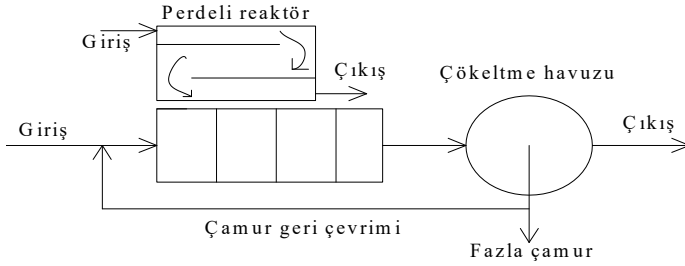 Perdeli reaktör
Giriş
Çıkış
Çökeltme havuzu
Giriş
Çıkış
Çamur geri çevrimi
Fazla çamur